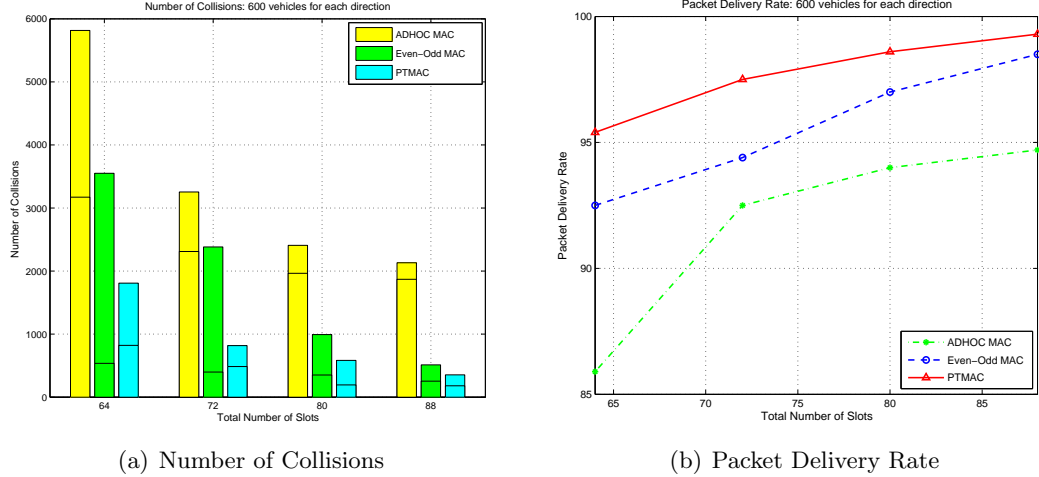 Number of Collisions: 600 vehicles for each direction
6000
5000
4000
3000
2000
1000
0
Number of Collisions
64
72
80
88
Total Number of Slots
ADHOC MAC
Even−Odd MAC
PTMAC
(a) Number of Collisions
Packet Delivery Rate: 600 vehicles for each direction
100
95
90
85
Packet Delivery Rate
65
70
75
80
85
Total Number of Slots
ADHOC MAC
Even−Odd MAC
PTMAC
(b) Packet Delivery Rate